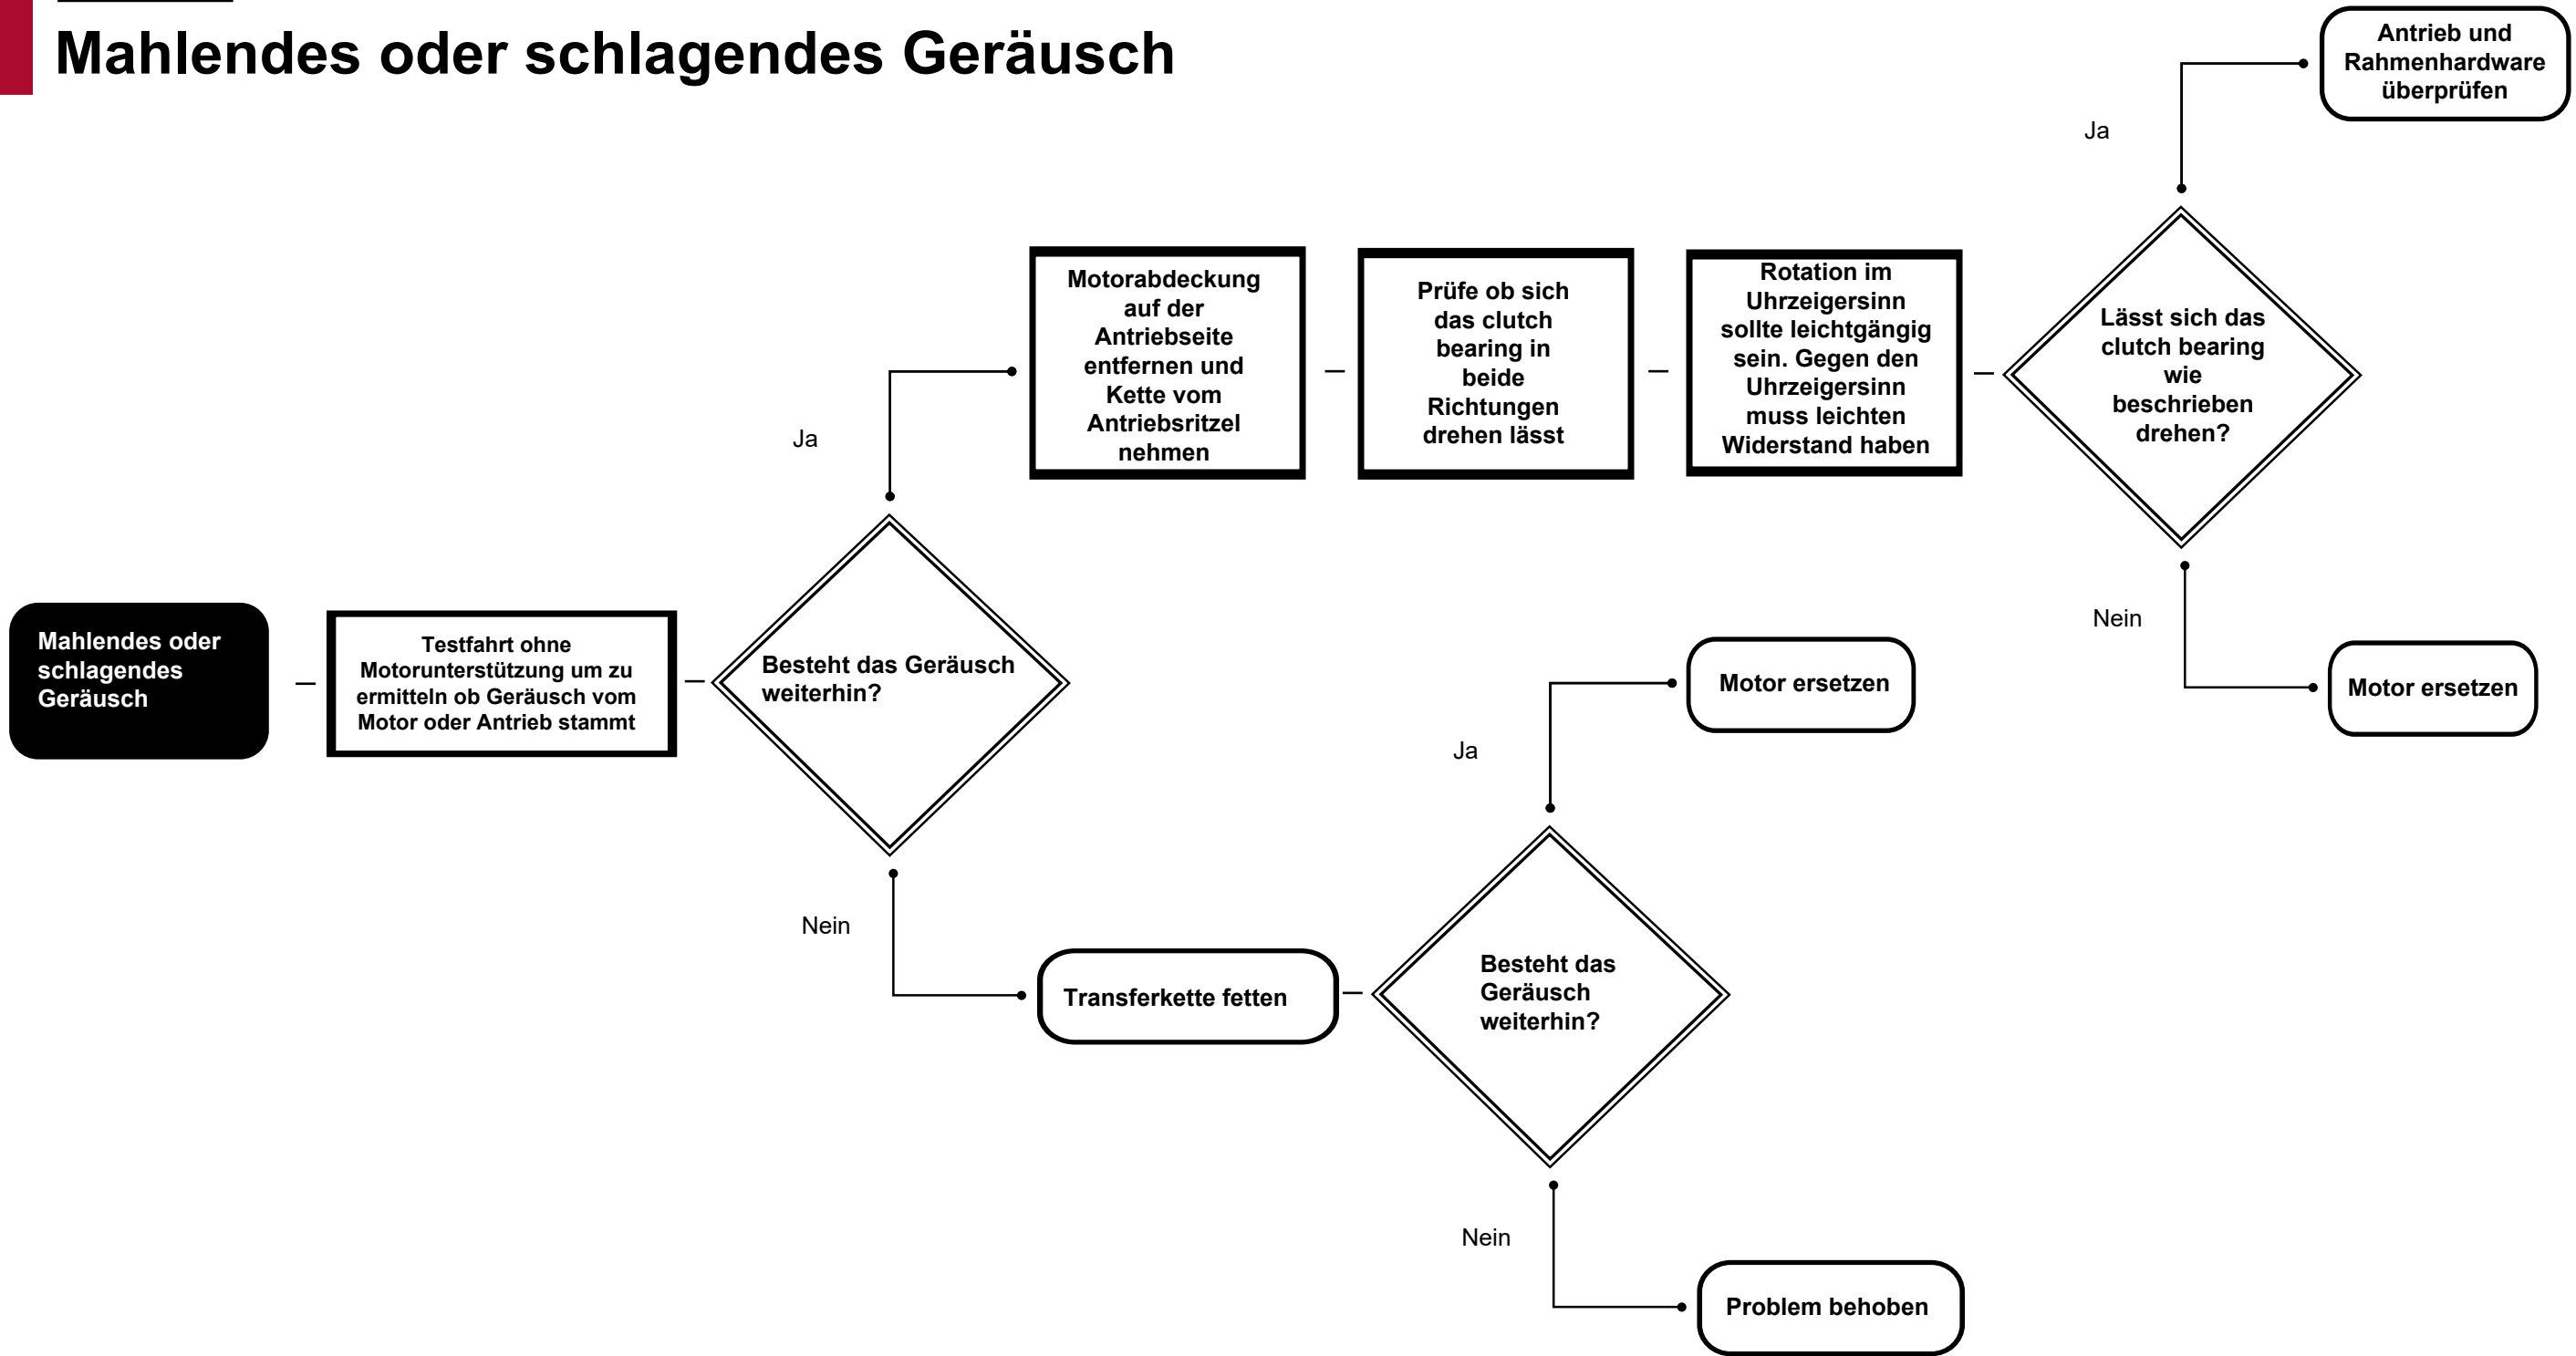 Mahlendes oder schlagendes Geräusch
Antrieb und
Rahmenhardware
überprüfen
Ja
Motorabdeckung
auf der
Antriebseite
entfernen und
Kette vom
Antriebsritzel
nehmen
Prüfe ob sich
das clutch
bearing in
beide
Richtungen
drehen lässt
Rotation im
Uhrzeigersinn
sollte leichtgängig
sein. Gegen den
Uhrzeigersinn
muss leichten
Widerstand haben
Lässt sich das
clutch bearing
wie
beschrieben
drehen?
Ja
Nein
Mahlendes oder
schlagendes
Geräusch
Testfahrt ohne
Motorunterstützung um zu
ermitteln ob Geräusch vom
Motor oder Antrieb stammt
Besteht das Geräusch
weiterhin?
Motor ersetzen
Motor ersetzen
Ja
Nein
Transferkette fetten
Besteht das
Geräusch
weiterhin?
Nein
Problem behoben